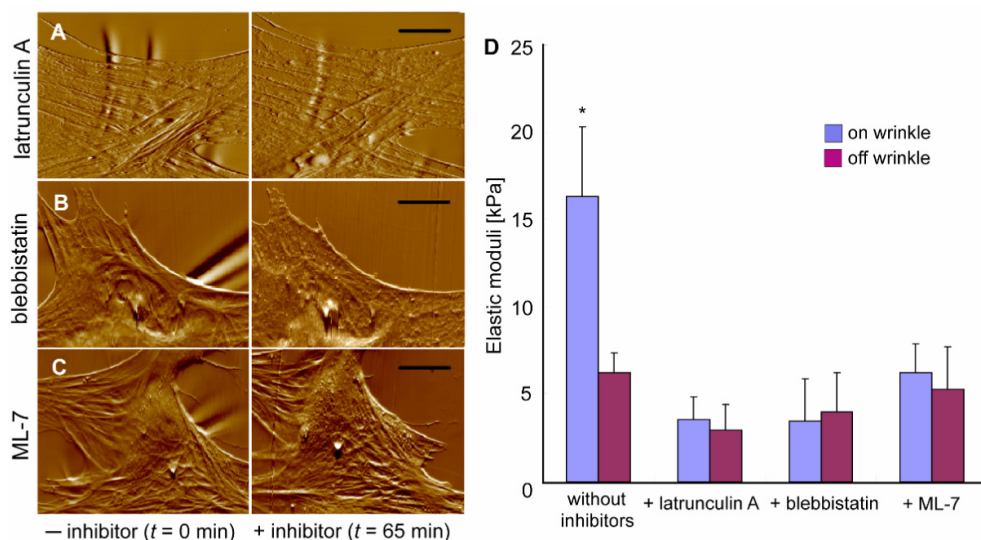 A
latrunculin A
B
blebbistatin
C
ML-7
— inhibitor (t = 0 min) + inhibitor (t = 65 min)
D
Elastic moduli [kPa]
25
20
15
10
5
0
*
on wrinkle
off wrinkle
without
inhibitors
+ latrunculin A
+ blebbistatin
+ ML-7